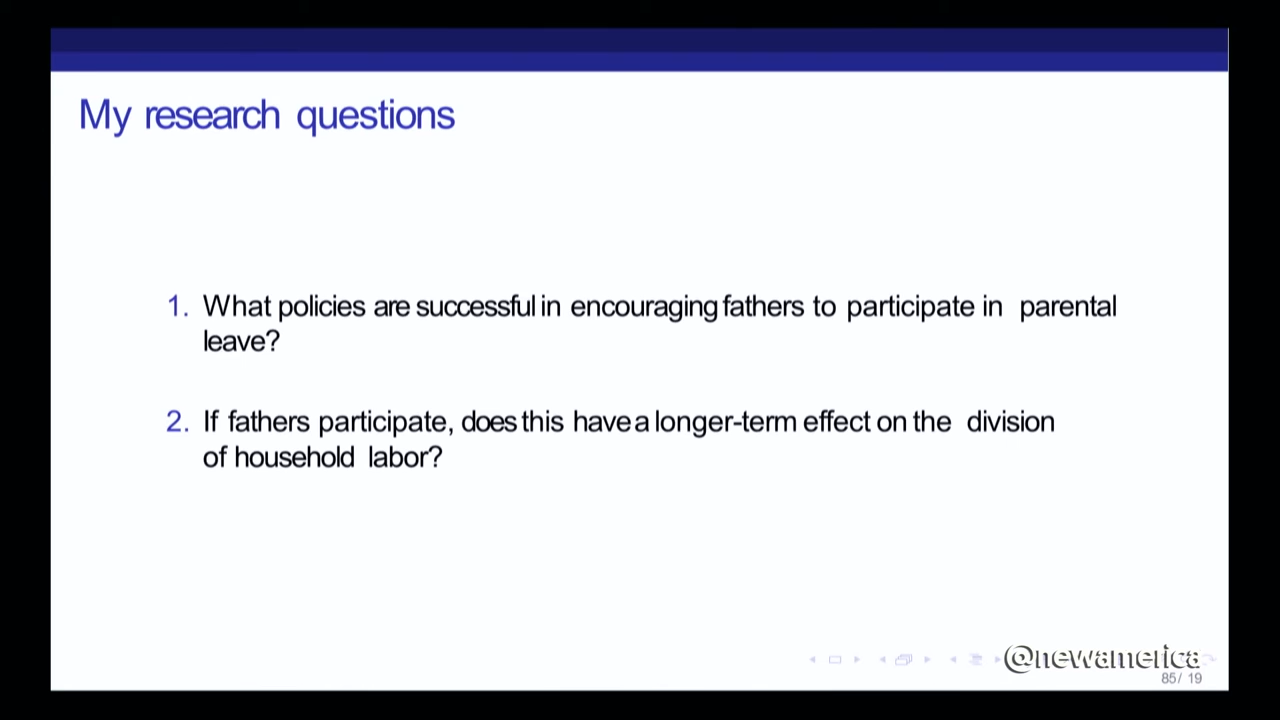 My research questions
1. What policies are successful in encouraging fathers to participate in parental
leave?
2. If fathers participate, does this have a longer-term effect on the division
of household labor?
@newamerica
85/ 19